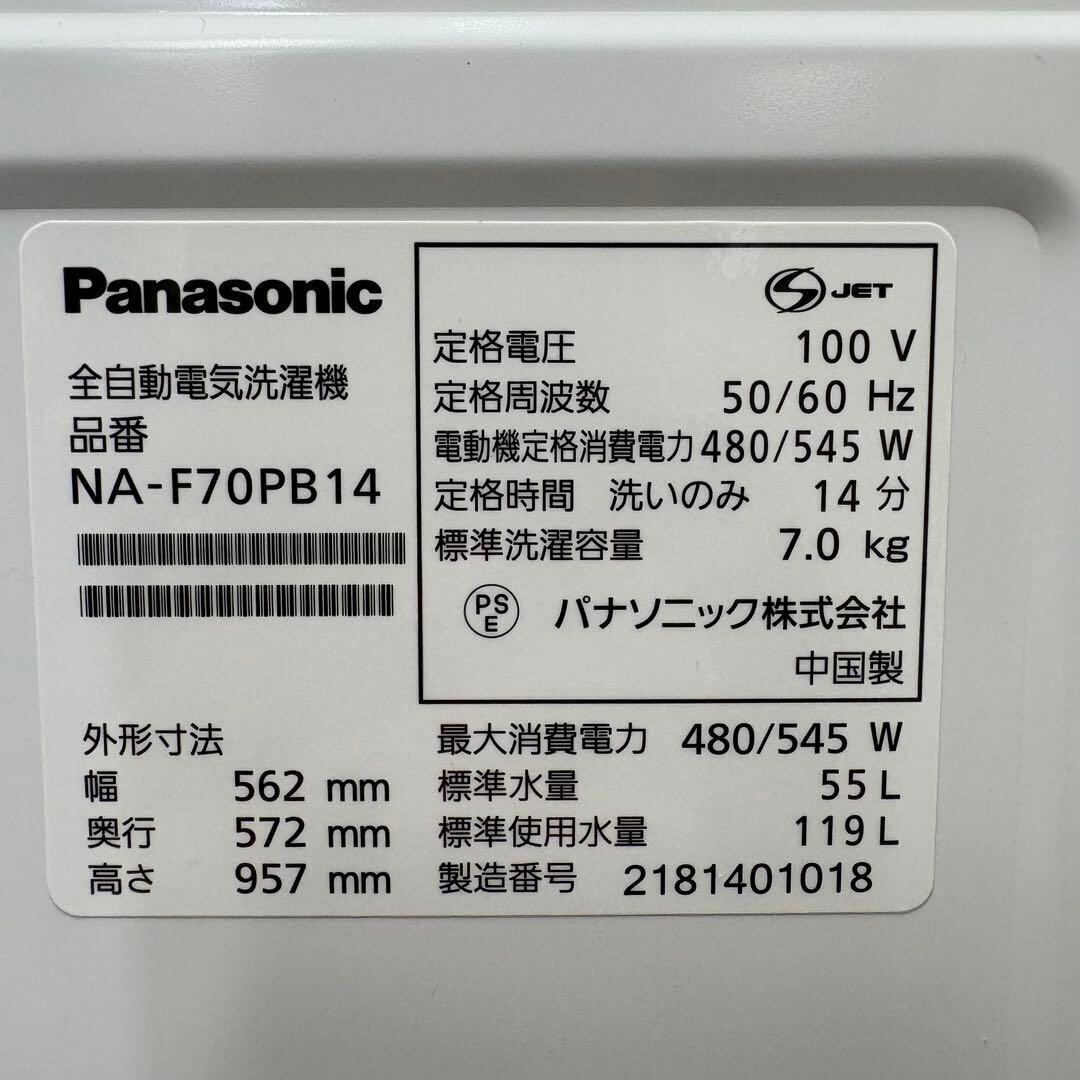 Panasonic
全自動電気洗濯機
品番
NA-F70PB14
JET
定格電圧 100 V
定格周波数 50/60 Hz
電動機定格消費電力 480/545 W
定格時間 洗いのみ 14 分
標準洗濯容量 7.0 kg
PS E パナソニック株式会社
中国製
外形寸法
幅 562 mm
奥行 572 mm
高さ 957 mm
最大消費電力 480/545 W
標準水量 55 L
標準使用水量 119 L
製造番号 2181401018